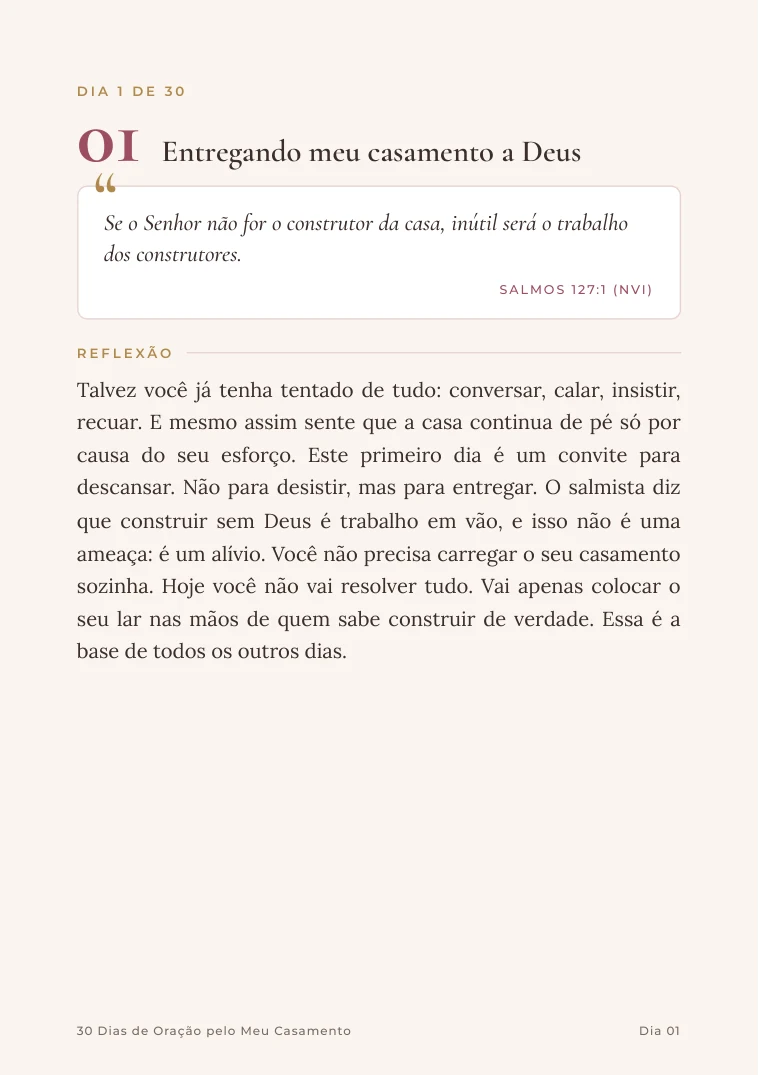 DIA 1 DE 30
01 Entregando meu casamento a Deus
“
Se o Senhor não for o construtor da casa, inútil será o trabalho
dos construtores.
SALMOS 127:1 (NVI)
REFLEXÃO
Talvez você já tenha tentado de tudo: conversar, calar, insistir,
recuar. E mesmo assim sente que a casa continua de pé só por
causa do seu esforço. Este primeiro dia é um convite para
descansar. Não para desistir, mas para entregar. O salmista diz
que construir sem Deus é trabalho em vão, e isso não é uma
ameaça: é um alívio. Você não precisa carregar o seu casamento
sozinha. Hoje você não vai resolver tudo. Vai apenas colocar o
seu lar nas mãos de quem sabe construir de verdade. Essa é a
base de todos os outros dias.
30 Dias de Oração pelo Meu Casamento Dia 01